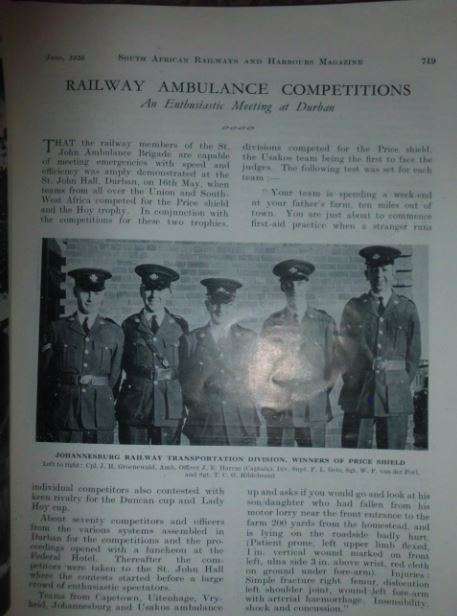 June, 1936
SOUTH AFRICAN RAILWAYS AND HARBOURS MAGAZINE
719
RAILWAY AMBULANCE COMPETITIONS
An Enthusiastic Meeting at Durban
THAT the railway members of the St.
John Ambulance Brigade are capable
of meeting emergencies with speed and
efficiency was amply demonstrated at the
St. John Hall, Durban, on 16th May, when
teams from all over the Union and South-
West Africa competed for the Price shield
and the Hoy trophy. In conjunction with
the competitions for these two trophies,
individual competitors also contested with
keen rivalry for the Duncan cup and Lady
Hoy cup.
About seventy competitors and officers
from the various systems assembled in
Durban for the competitions and the pro-
ceedings opened with a luncheon at the
Federal Hotel. Thereafter the com-
petitors were taken to the St. John Hall
where the contests started before a large
crowd of enthusiastic spectators.
Teams from Capetown, Uitenhage, Vry-
heid, Johannesburg and Usakos ambulance
divisions competed for the Price shield,
the Usakos team being the first to face the
judges. The following test was set for each
team :—
" Your team is spending a week-end
at your father's farm, ten miles out of
town. You are just about to commence
first-aid practice when a stranger runs
up and asks if you would go and look at his
son/daughter who had fallen from his
motor lorry near the front entrance to the
farm 200 yards from the homestead, and
is lying on the roadside badly hurt.
(Patient prone, left upper limb flexed,
1 in. vertical wound marked on front
left, ulna side 3 in. above wrist, red cloth
on ground under fore-arm). Injuries :
Simple fracture right femur, dislocation
left shoulder joint, wound left fore-arm
with arterial haemorrhage. Insensibility,
shock and concussion.
JOHANNESBURG RAILWAY TRANSPORTATION DIVISION, WINNERS OF PRICE SHIELD
Left to right : Cpl. J. H. Groenewald, Amb. Officer J. E. Harris (Captain), Supt. F. L. Sgt. W. P. van der Poel,
and Sgt. T. C. G. Hildebrand